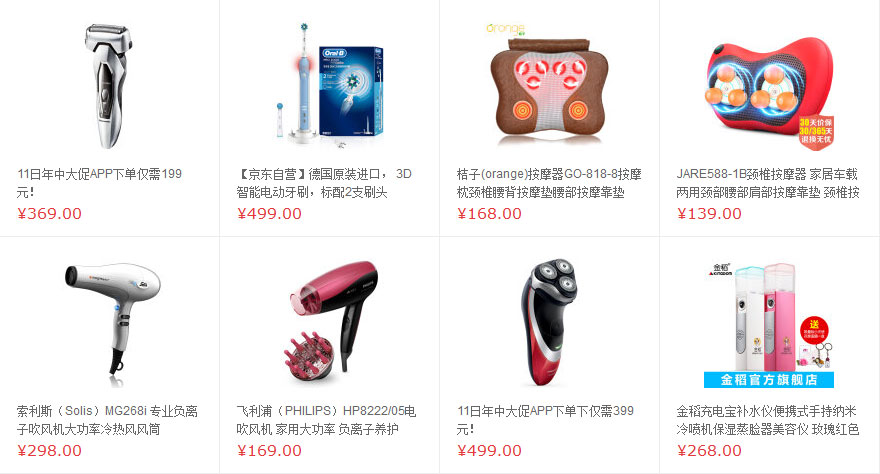 Oral-B
orange
30天价保
30/365天
退换无忧
11日年中大促APP下单仅需199
元!
¥369.00
【京东自营】德国原装进口， 3D
智能电动牙刷，标配2支刷头
¥499.00
桔子(orange)按摩器GO-818-8按摩
枕颈椎腰背按摩垫腰部按摩靠垫
¥168.00
JARE588-1B颈椎按摩器 家居车载
两用颈部腰部肩部按摩靠垫 颈椎按
¥139.00
Solis
金稻
送
金稻官方旗舰店
索利斯（Solis）MG268i 专业负离
子吹风机大功率冷热风风筒
¥298.00
飞利浦（PHILIPS）HP8222/05电
吹风机 家用大功率 负离子养护
¥169.00
11日年中大促APP下单下仅需399
元！
¥499.00
金稻充电宝补水仪便携式手持纳米
冷喷机保湿蒸脸器美容仪 玫瑰红色
¥268.00